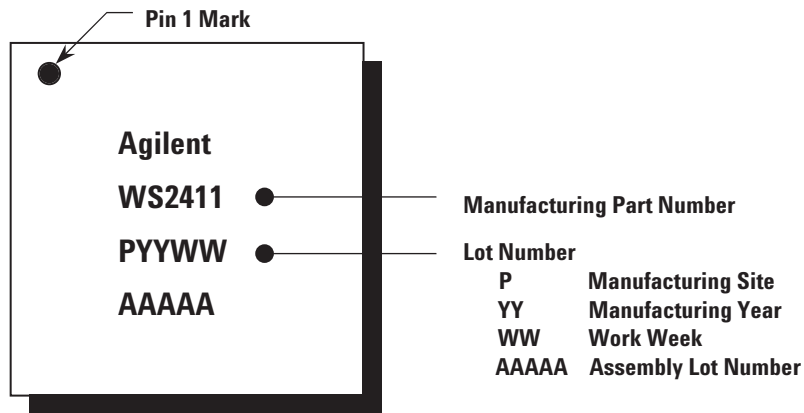 Pin 1 Mark
Agilent
WS2411
PYYWW
AAAAA
Manufacturing Part Number
Lot Number
P Manufacturing Site
YY Manufacturing Year
WW Work Week
AAAAA Assembly Lot Number